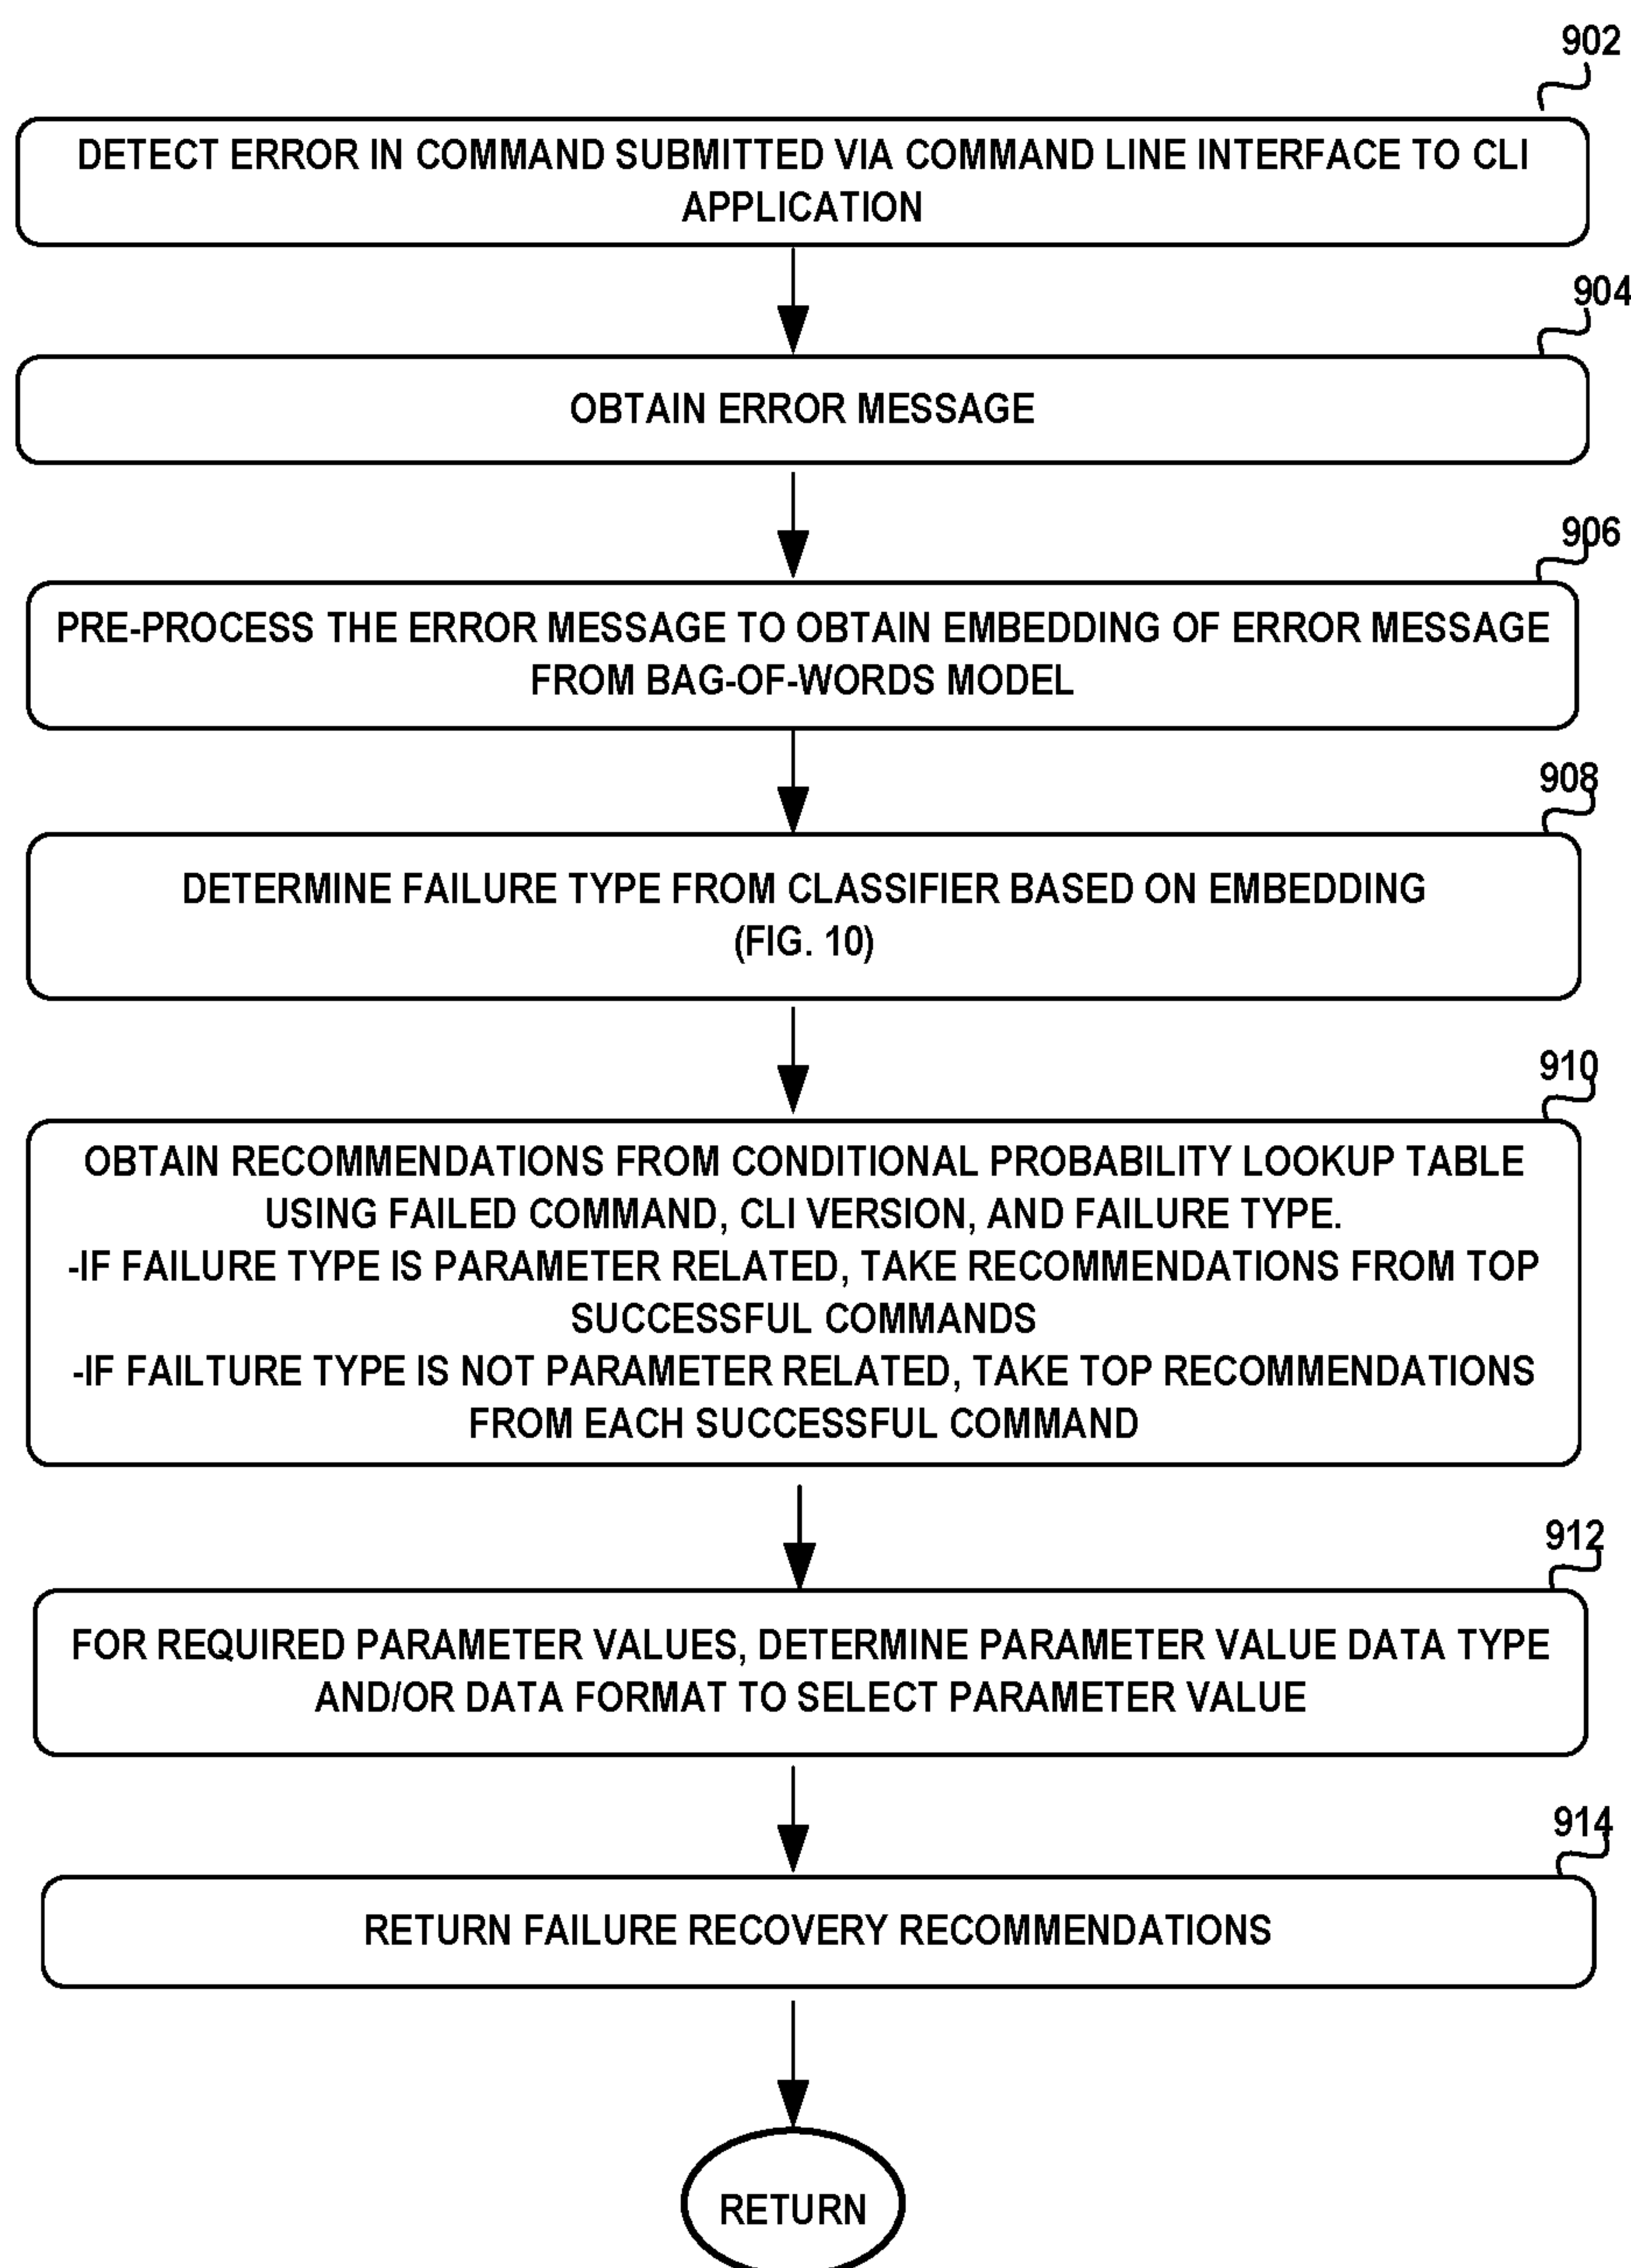 902
DETECT ERROR IN COMMAND SUBMITTED VIA COMMAND LINE INTERFACE TO CLI
APPLICATION
904
OBTAIN ERROR MESSAGE
906
PRE-PROCESS THE ERROR MESSAGE TO OBTAIN EMBEDDING OF ERROR MESSAGE
FROM BAG-OF-WORDS MODEL
908
DETERMINE FAILURE TYPE FROM CLASSIFIER BASED ON EMBEDDING
(FIG. 10)
910
OBTAIN RECOMMENDATIONS FROM CONDITIONAL PROBABILITY LOOKUP TABLE
USING FAILED COMMAND, CLI VERSION, AND FAILURE TYPE.
-IF FAILURE TYPE IS PARAMETER RELATED, TAKE RECOMMENDATIONS FROM TOP
SUCCESSFUL COMMANDS
-IF FAILTURE TYPE IS NOT PARAMETER RELATED, TAKE TOP RECOMMENDATIONS
FROM EACH SUCCESSFUL COMMAND
912
FOR REQUIRED PARAMETER VALUES, DETERMINE PARAMETER VALUE DATA TYPE
AND/OR DATA FORMAT TO SELECT PARAMETER VALUE
914
RETURN FAILURE RECOVERY RECOMMENDATIONS
RETURN